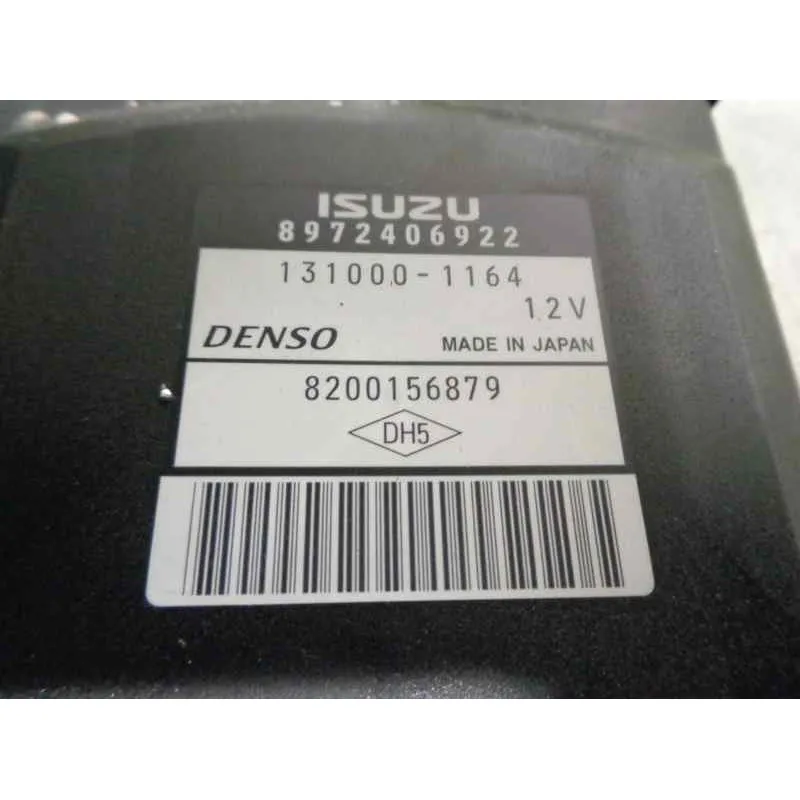 ISUZU
8972406922
131000-1164
12V
DENSO MADE IN JAPAN
8200156879
DH5